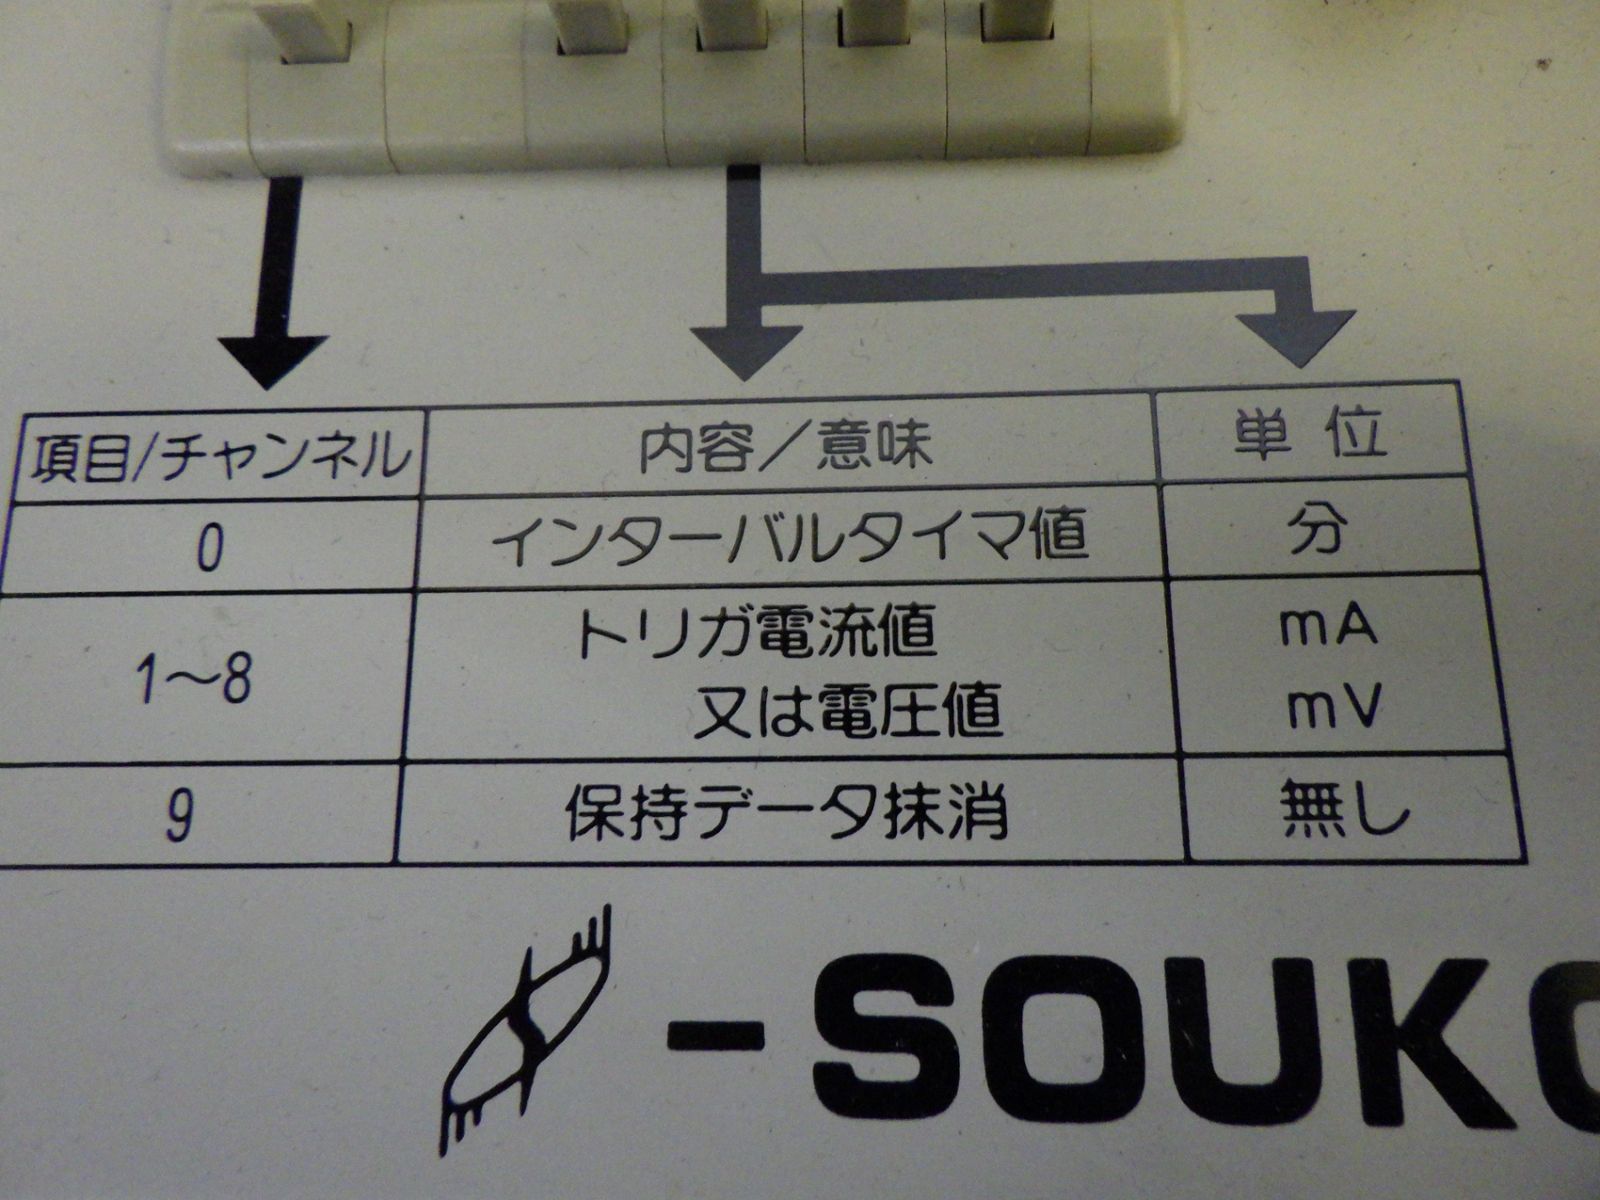 項目/チャンネル 内容／意味 単位
0 インターバルタイマ値 分
1～8 トリガ電流値 mA
又は電圧値 mV
9 保持データ抹消 無し
-SOUK